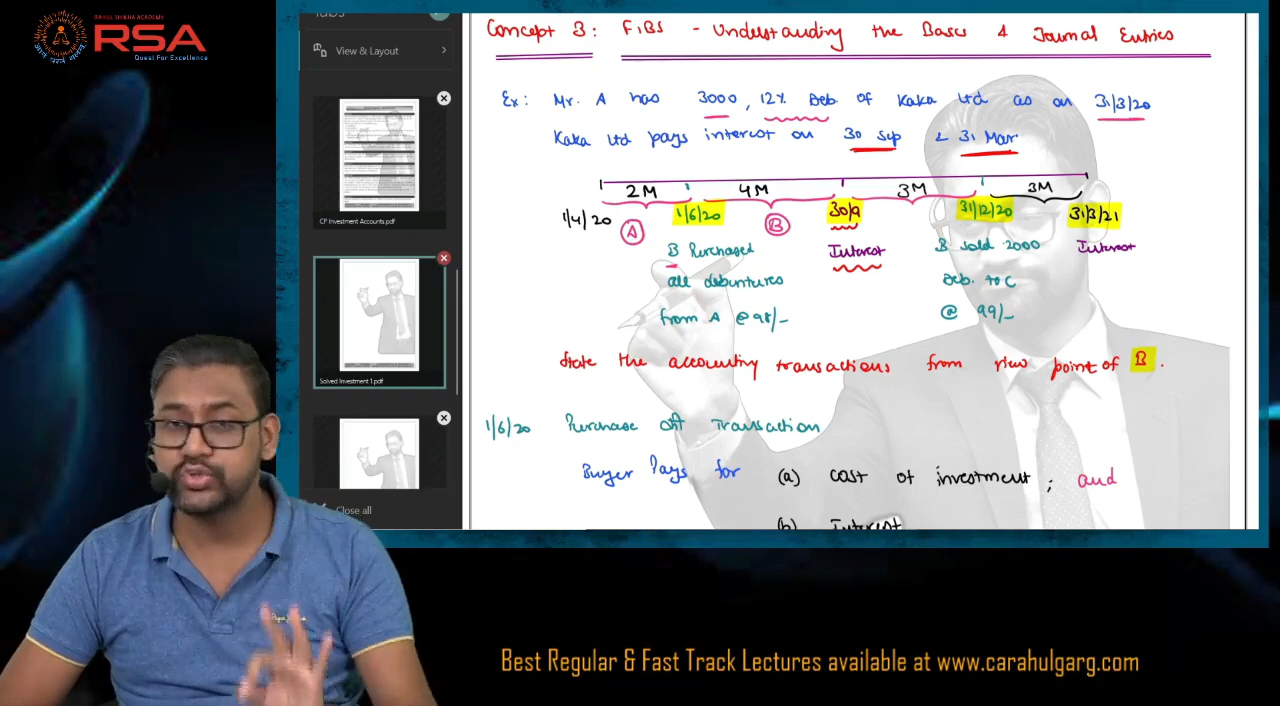 RAHUL SHIKHA ACADEMY
RSA
Quest For Excellence
View & Layout
CP Investment Accounts.pdf
Solved Investment 1.pdf
Close all
Concept 3: FIBS - Understanding the Bases & Journal Entries
Ex: Mr. A has 3000, 12% Deb. of Kaka Ltd as on 31/3/20
Kaka Ltd pays interest on 30 Sep & 31 Mar.
2M 4M 3M 3M
1/4/20 1/6/20 30/9 31/12/20 31/3/21
A B
B Purchased Interest B sold 2000 Interest
all debentures Deb. to C
from A @98/- @ 99/-
State the accounting transactions from view point of B.
1/6/20 Purchase of Transaction
Buyer Pays for (a) cost of investment; and
(b) Interest
Best Regular & Fast Track Lectures available at www.carahulgarg.com